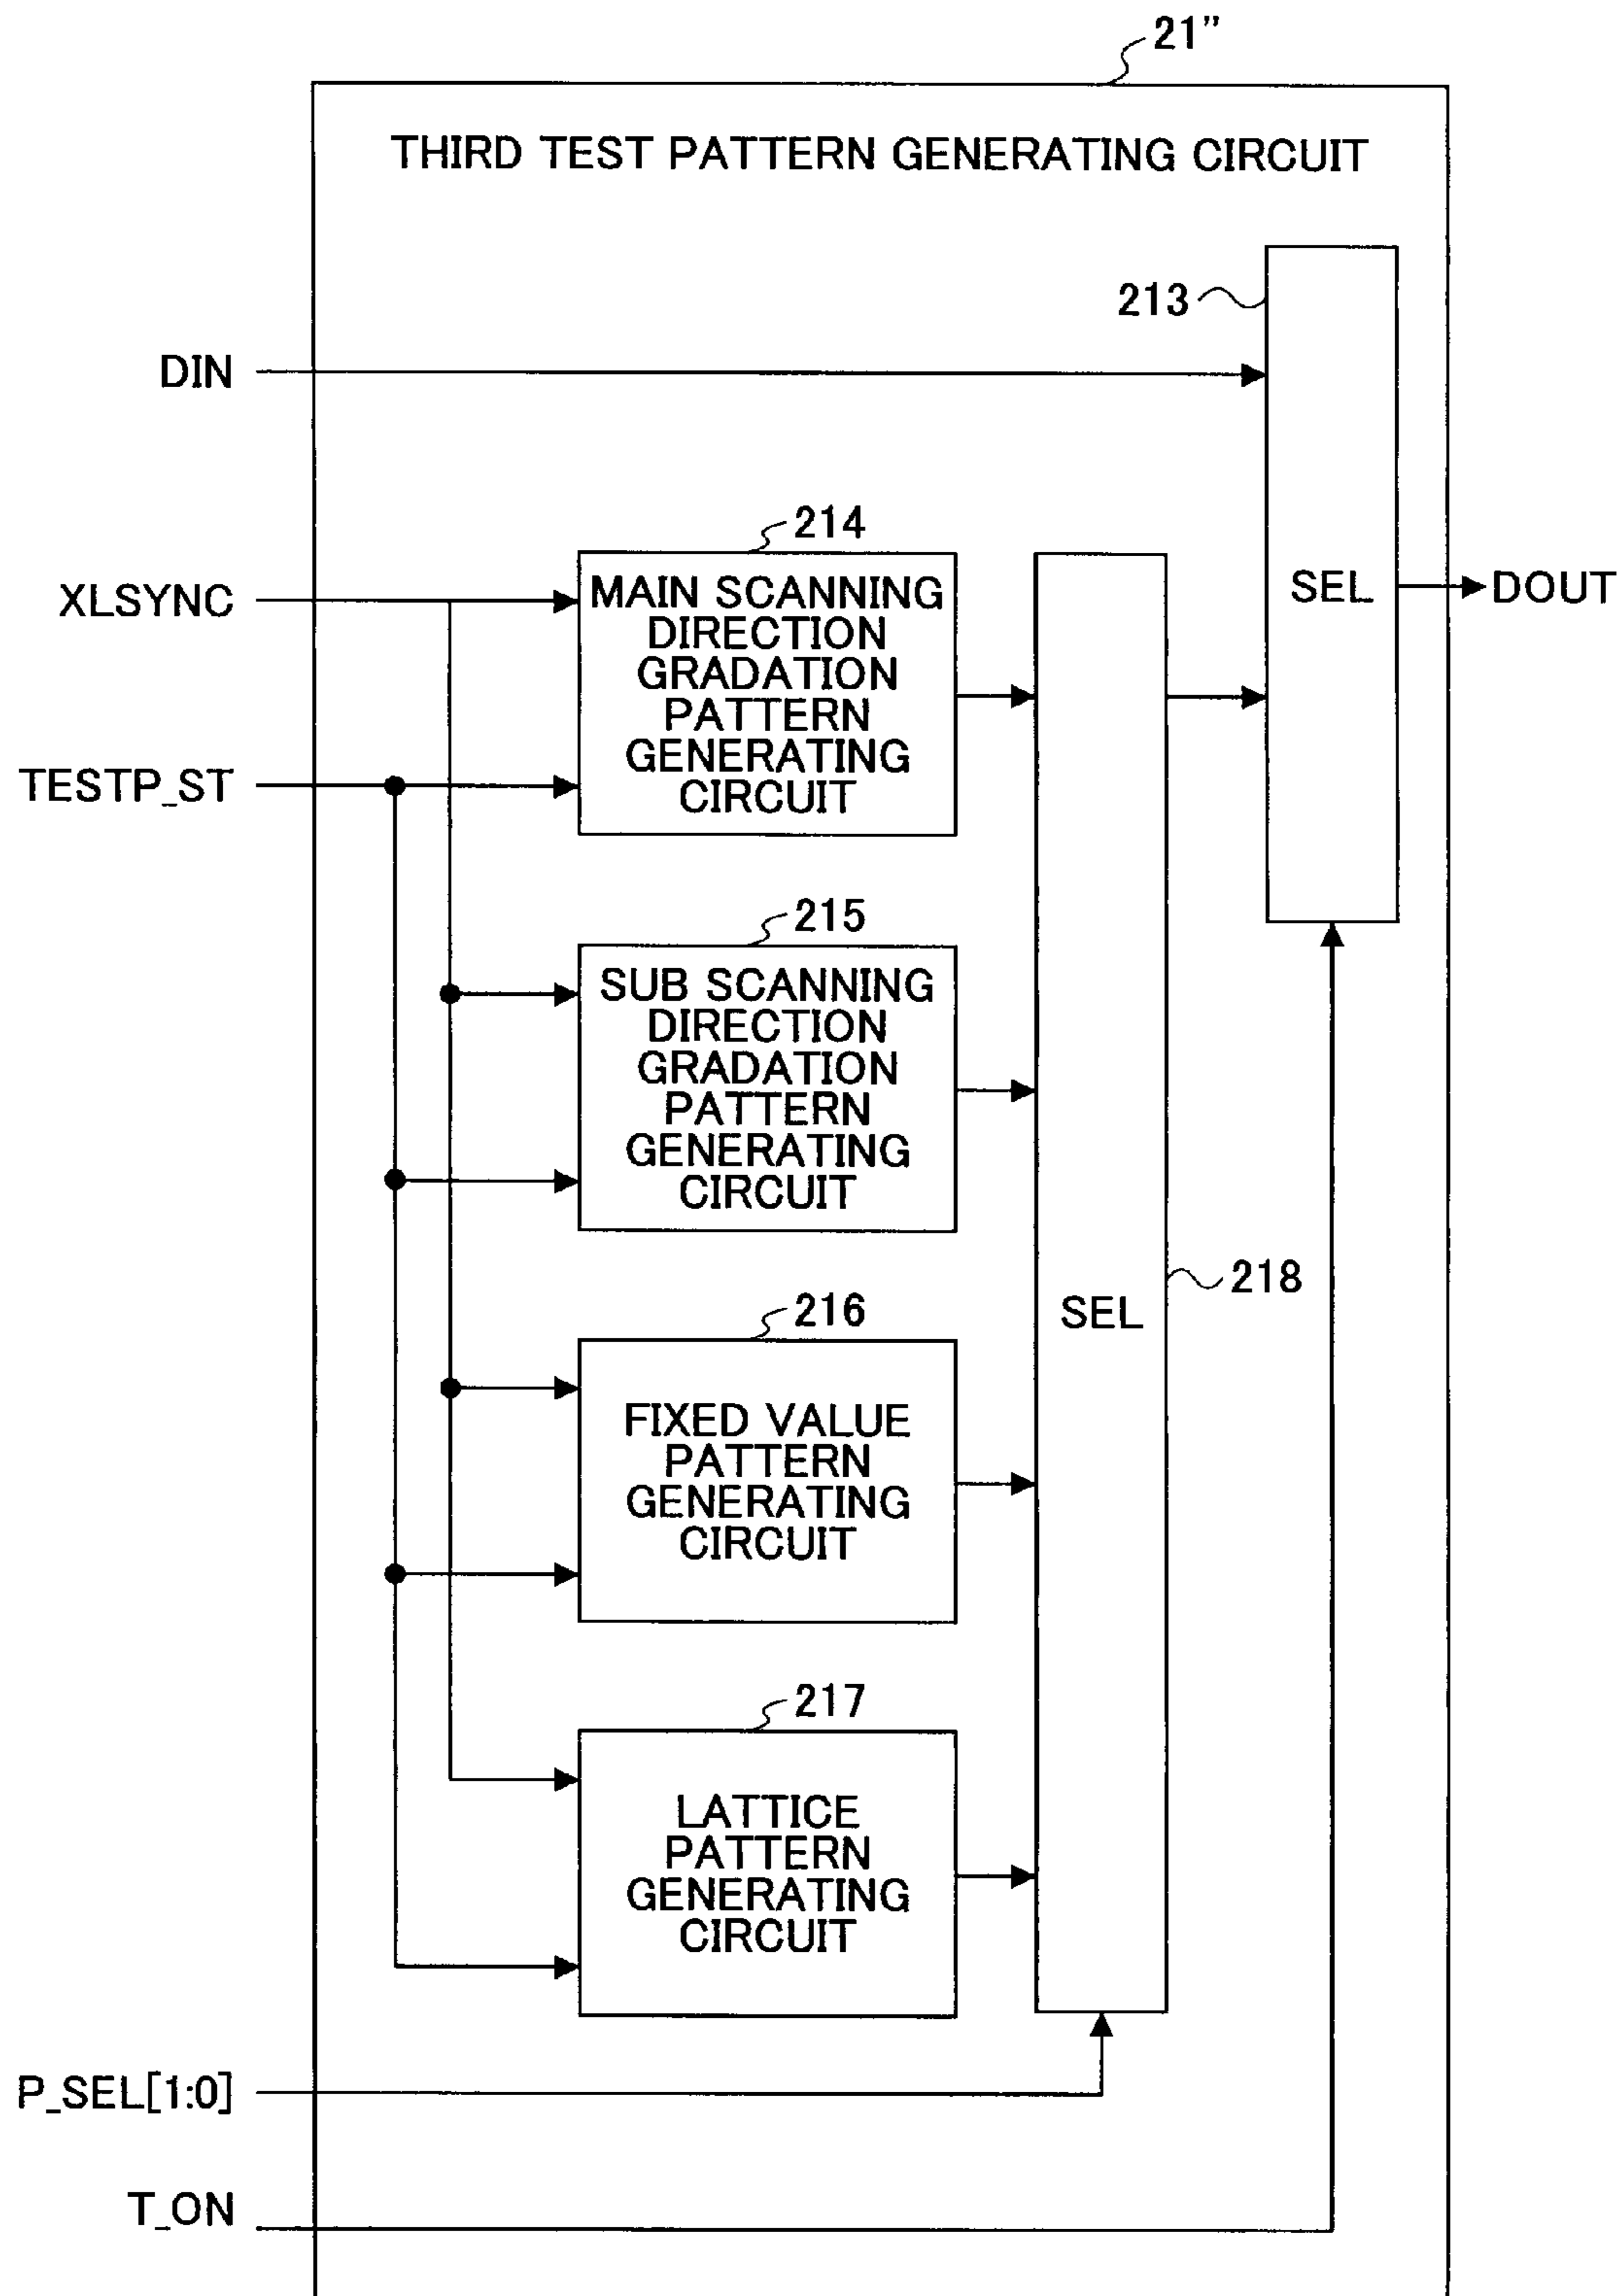 21"
THIRD TEST PATTERN GENERATING CIRCUIT
213
DIN
214
XLSYNC
MAIN SCANNING
DIRECTION
GRADATION
PATTERN
GENERATING
CIRCUIT
SEL
DOUT
TESTP_ST
215
SUB SCANNING
DIRECTION
GRADATION
PATTERN
GENERATING
CIRCUIT
218
SEL
216
FIXED VALUE
PATTERN
GENERATING
CIRCUIT
217
LATTICE
PATTERN
GENERATING
CIRCUIT
P_SEL[1:0]
T_ON